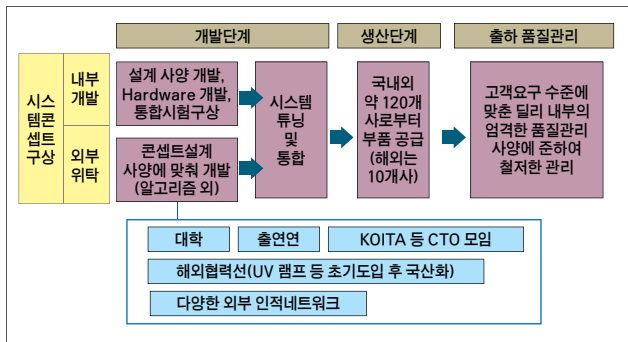 개발단계
생산단계
출하 품질관리
시스
템콘
셉트
구상
내부
개발
외부
위탁
설계 사양 개발,
Hardware 개발,
통합시험구상
콘셉트설계
사양에 맞춰 개발
(알고리즘 외)
시스템
튜닝
및
통합
국내외
약 120개
사로부터
부품 공급
(해외는
10개사)
고객요구 수준에
맞춘 딜리 내부의
엄격한 품질관리
사양에 준하여
철저한 관리
대학
출연연
KOITA 등 CTO 모임
해외협력선(UV 램프 등 초기도입 후 국산화)
다양한 외부 인적네트워크